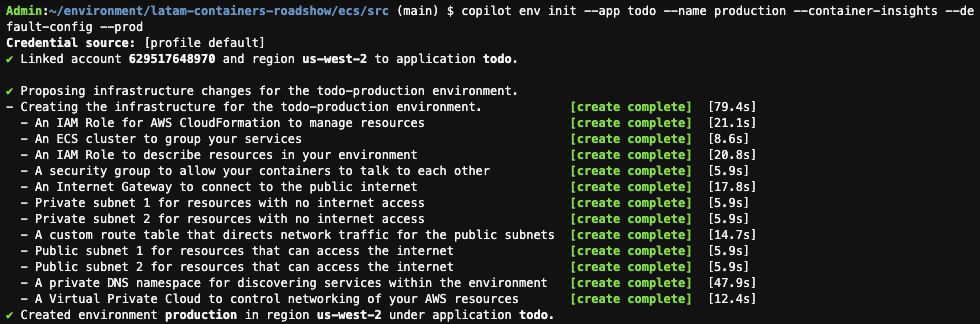 Admin:~/environment/latam-containers-roadshow/ecs/src (main) $ copilot env init --app todo --name production --container-insights --de
fault-config --prod
Credential source: [profile default]
✔ Linked account 629517648970 and region us-west-2 to application todo.
✔ Proposing infrastructure changes for the todo-production environment.
- Creating the infrastructure for the todo-production environment. [create complete] [79.4s]
- An IAM Role for AWS CloudFormation to manage resources [create complete] [21.1s]
- An ECS cluster to group your services [create complete] [8.6s]
- An IAM Role to describe resources in your environment [create complete] [20.8s]
- A security group to allow your containers to talk to each other [create complete] [5.9s]
- An Internet Gateway to connect to the public internet [create complete] [17.8s]
- Private subnet 1 for resources with no internet access [create complete] [5.9s]
- Private subnet 2 for resources with no internet access [create complete] [5.9s]
- A custom route table that directs network traffic for the public subnets [create complete] [14.7s]
- Public subnet 1 for resources that can access the internet [create complete] [5.9s]
- Public subnet 2 for resources that can access the internet [create complete] [5.9s]
- A private DNS namespace for discovering services within the environment [create complete] [47.9s]
- A Virtual Private Cloud to control networking of your AWS resources [create complete] [12.4s]
✔ Created environment production in region us-west-2 under application todo.